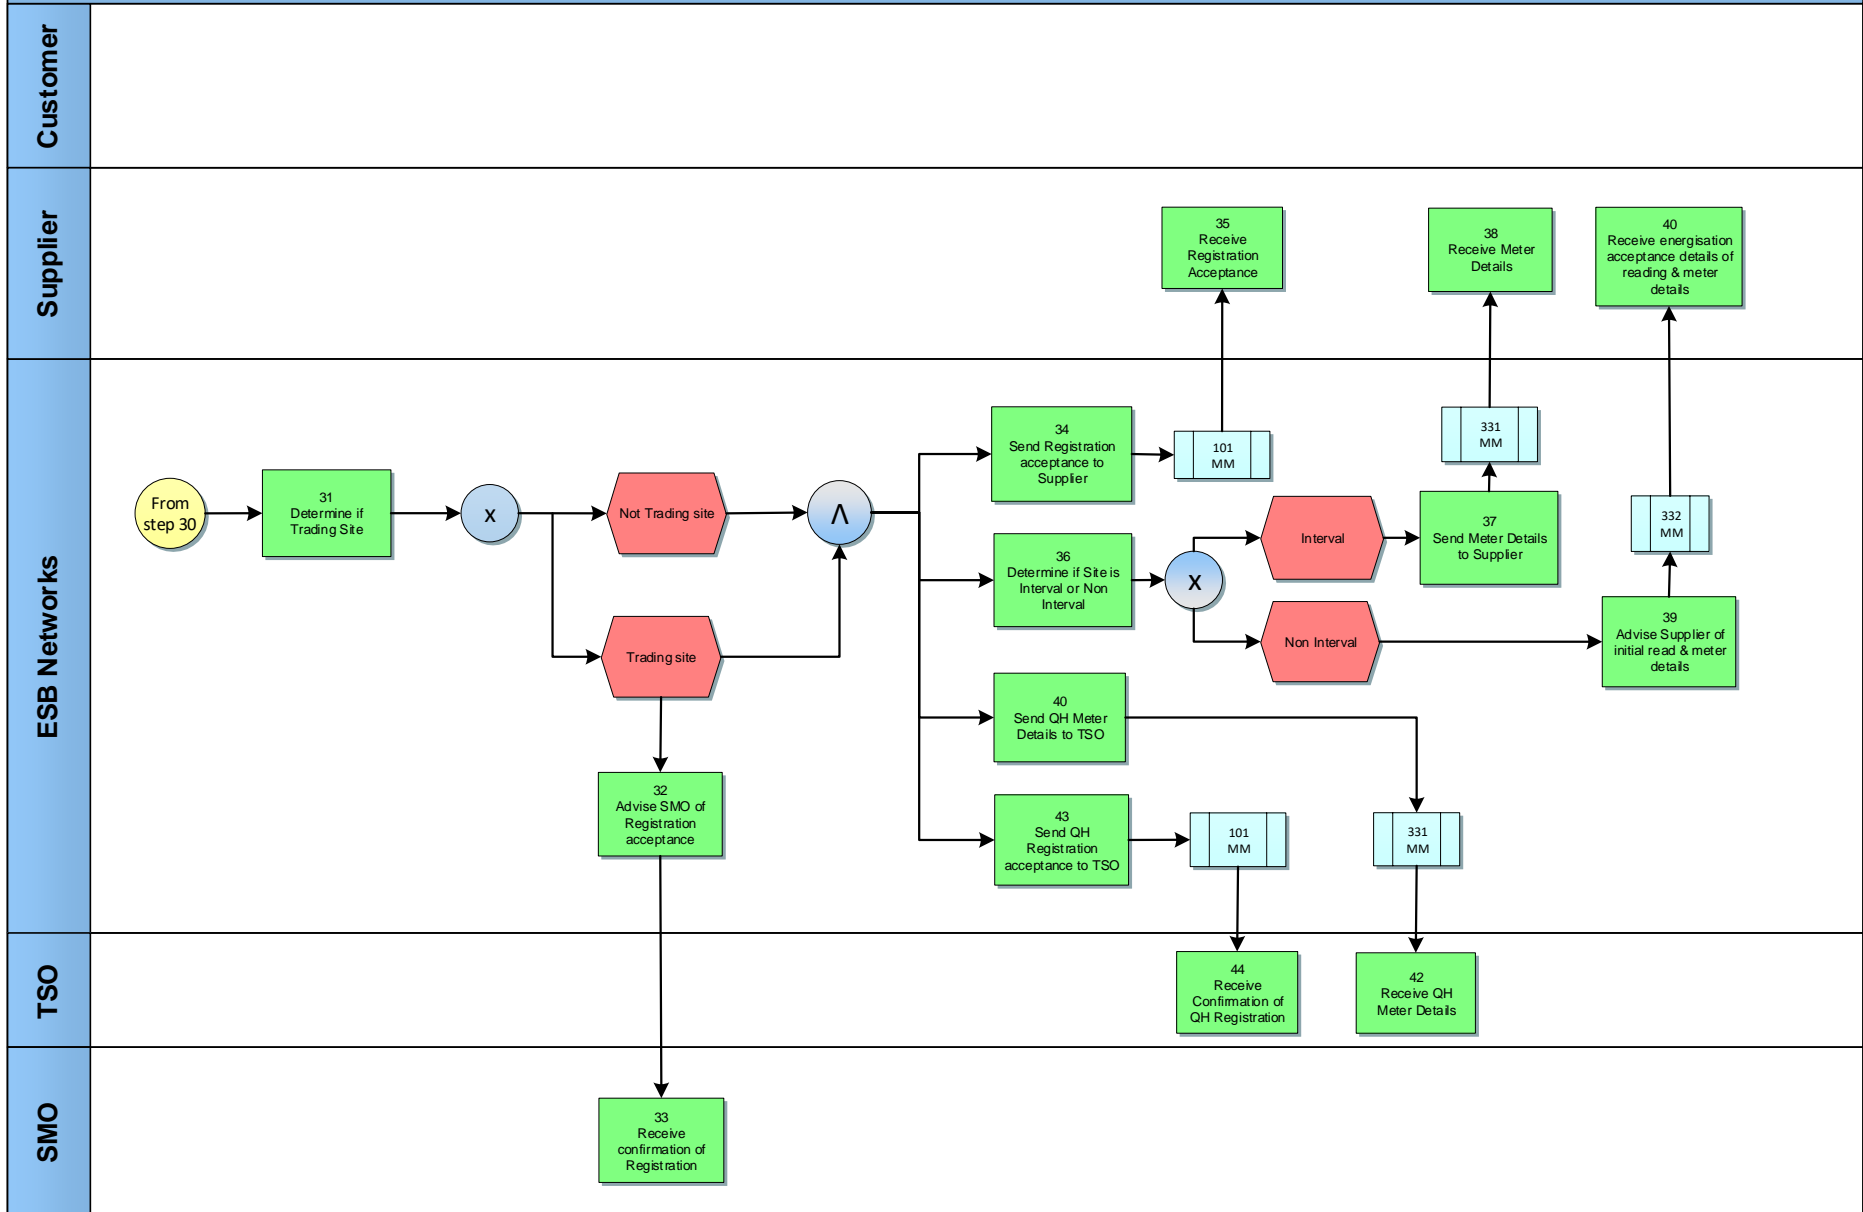 Customer
Supplier
35
Receive
Registration
Acceptance
38
Receive Meter
Details
40
Receive energisation
acceptance details of
reading & meter
details
ESB Networks
From
step 30
31
Determine if
Trading Site
x
Not Trading site
Trading site
Λ
32
Advise SMO of
Registration
acceptance
34
Send Registration
acceptance to
Supplier
101
MM
36
Determine if Site is
Interval or Non
Interval
x
Interval
Non Interval
37
Send Meter Details
to Supplier
331
MM
39
Advise Supplier of
initial read & meter
details
332
MM
40
Send QH Meter
Details to TSO
43
Send QH
Registration
acceptance to TSO
101
MM
331
MM
TSO
44
Receive
Confirmation of
QH Registration
42
Receive QH
Meter Details
SMO
33
Receive
confirmation of
Registration